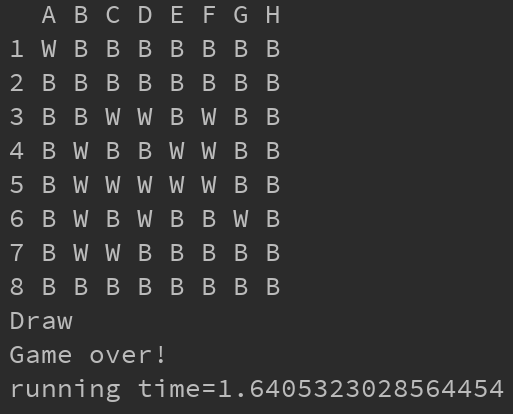 A B C D E F G H
1 W B B B B B B B
2 B B B B B B B B
3 B B W W B W B B
4 B W B B W W B B
5 B W W W W W B B
6 B W B W B B W B
7 B W W B B B B B
8 B B B B B B B B
Draw
Game over!
running time=1.6405323028564454